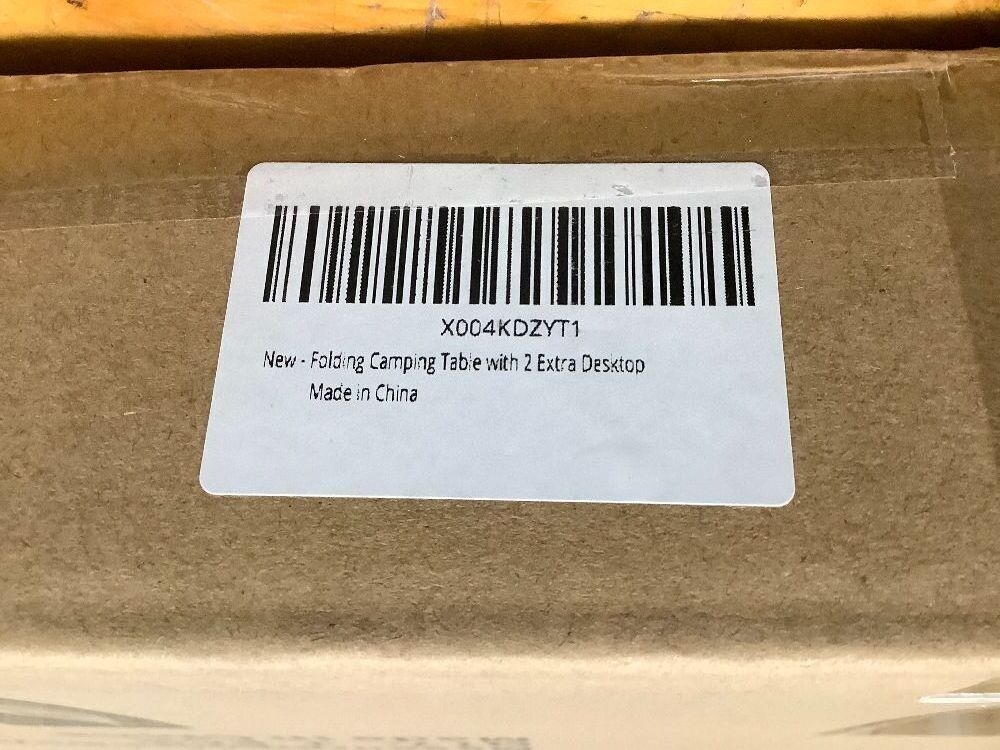 X004KDZYT1
New - Folding Camping Table with 2 Extra Desktop
Made in China